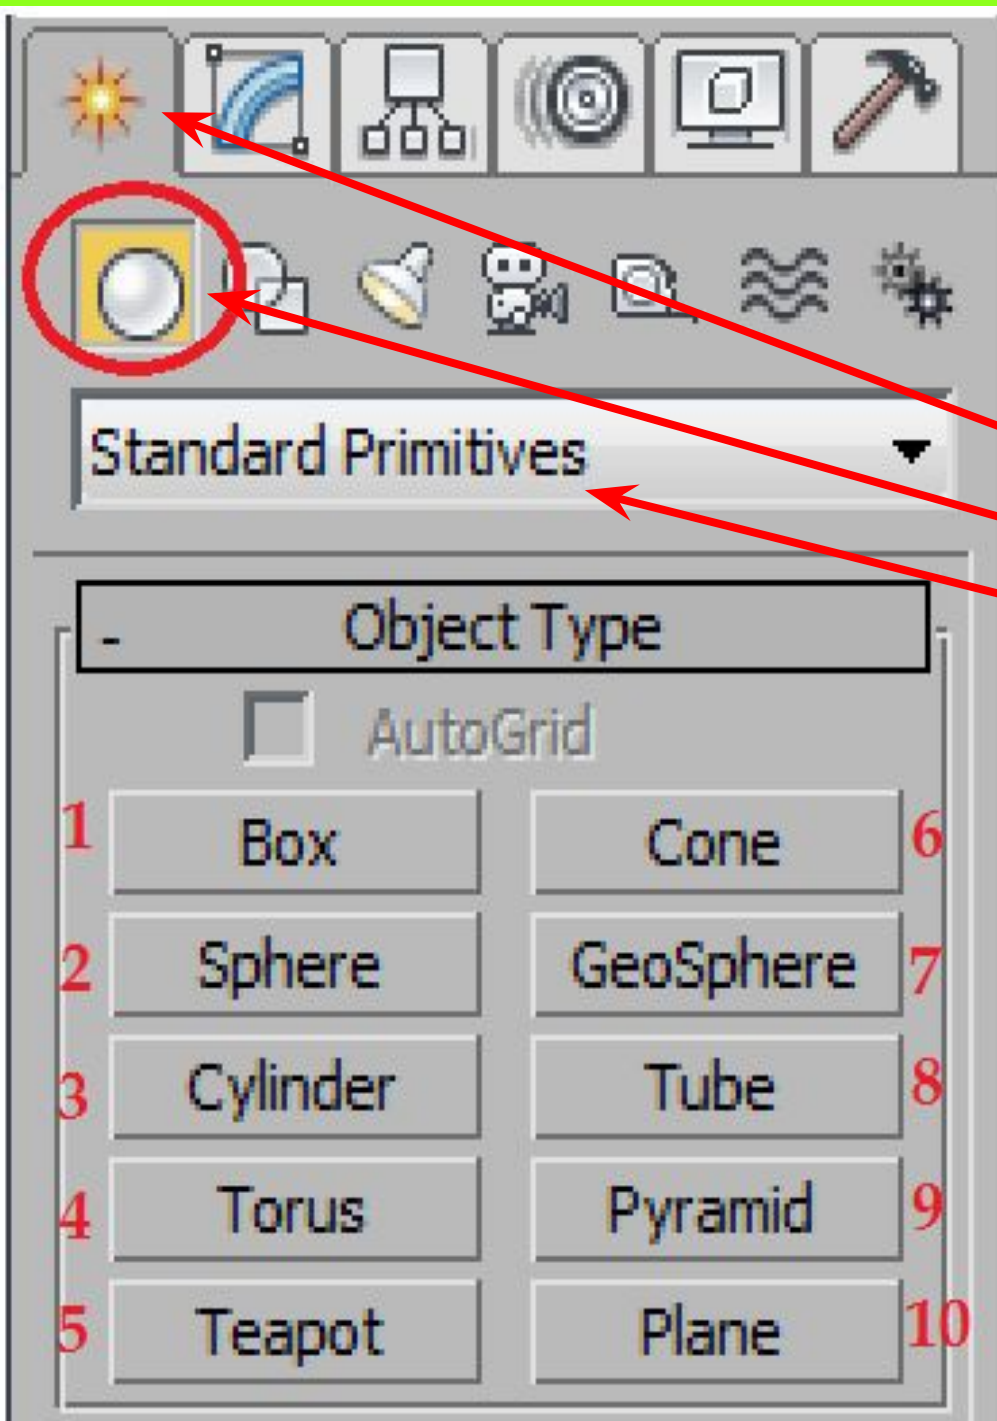 Standard Primitives
- Object Type
AutoGrid
1 Box Cone 6
2 Sphere GeoSphere 7
3 Cylinder Tube 8
4 Torus Pyramid 9
5 Teapot Plane 10